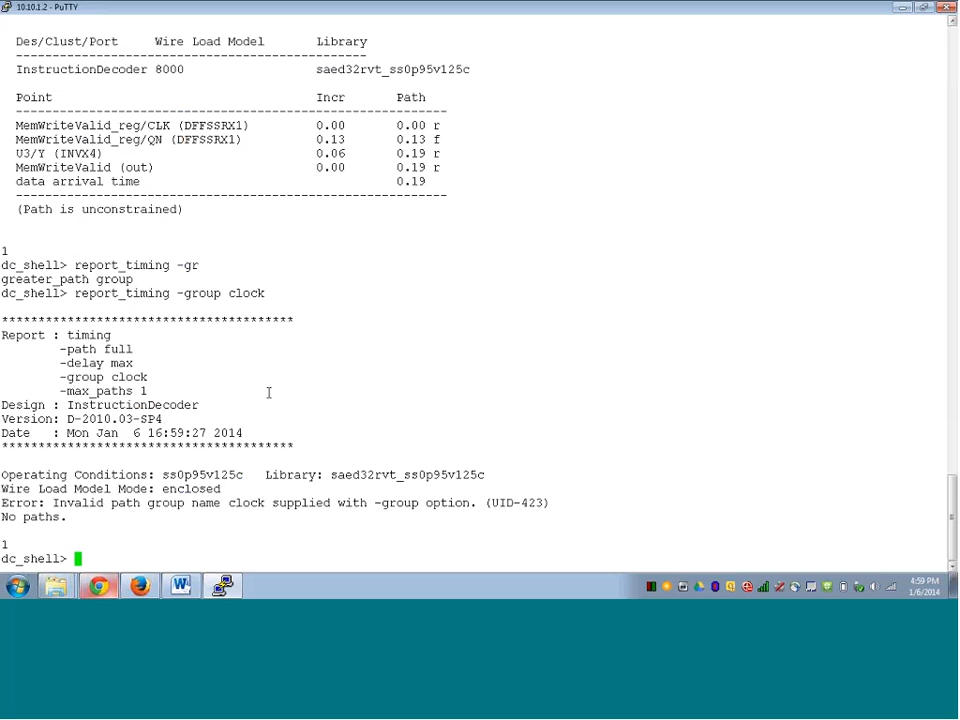 10.10.1.2 - PuTTY
Des/Clust/Port Wire Load Model Library
------------------------------------------------
InstructionDecoder 8000 saed32rvt_ss0p95v125c
Point Incr Path
-----------------------------------------------------------
MemWriteValid_reg/CLK (DFFSSRX1) 0.00 0.00 r
MemWriteValid_reg/QN (DFFSSRX1) 0.13 0.13 f
U3/Y (INVX4) 0.06 0.19 r
MemWriteValid (out) 0.00 0.19 r
data arrival time 0.19
-----------------------------------------------------------
(Path is unconstrained)
1
dc_shell> report_timing -gr
greater_path group
dc_shell> report_timing -group clock
****************************************
Report : timing
-path full
-delay max
-group clock
-max_paths 1
Design : InstructionDecoder
Version: D-2010.03-SP4
Date : Mon Jan 6 16:59:27 2014
****************************************
Operating Conditions: ss0p95v125c Library: saed32rvt_ss0p95v125c
Wire Load Model Mode: enclosed
Error: Invalid path group name clock supplied with -group option. (UID-423)
No paths.
1
dc_shell>
4:59 PM
1/6/2014